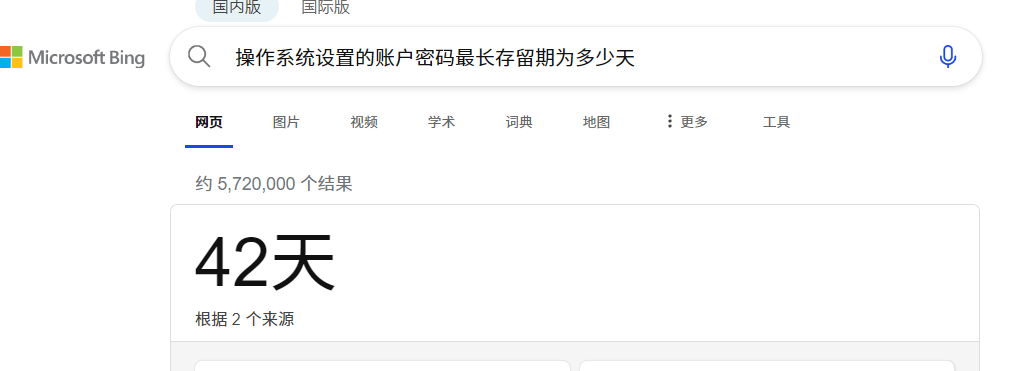 国内版 国际版
Microsoft Bing
操作系统设置的账户密码最长存留期为多少天
网页 图片 视频 学术 词典 地图 更多 工具
约 5,720,000 个结果
42天
根据 2 个来源